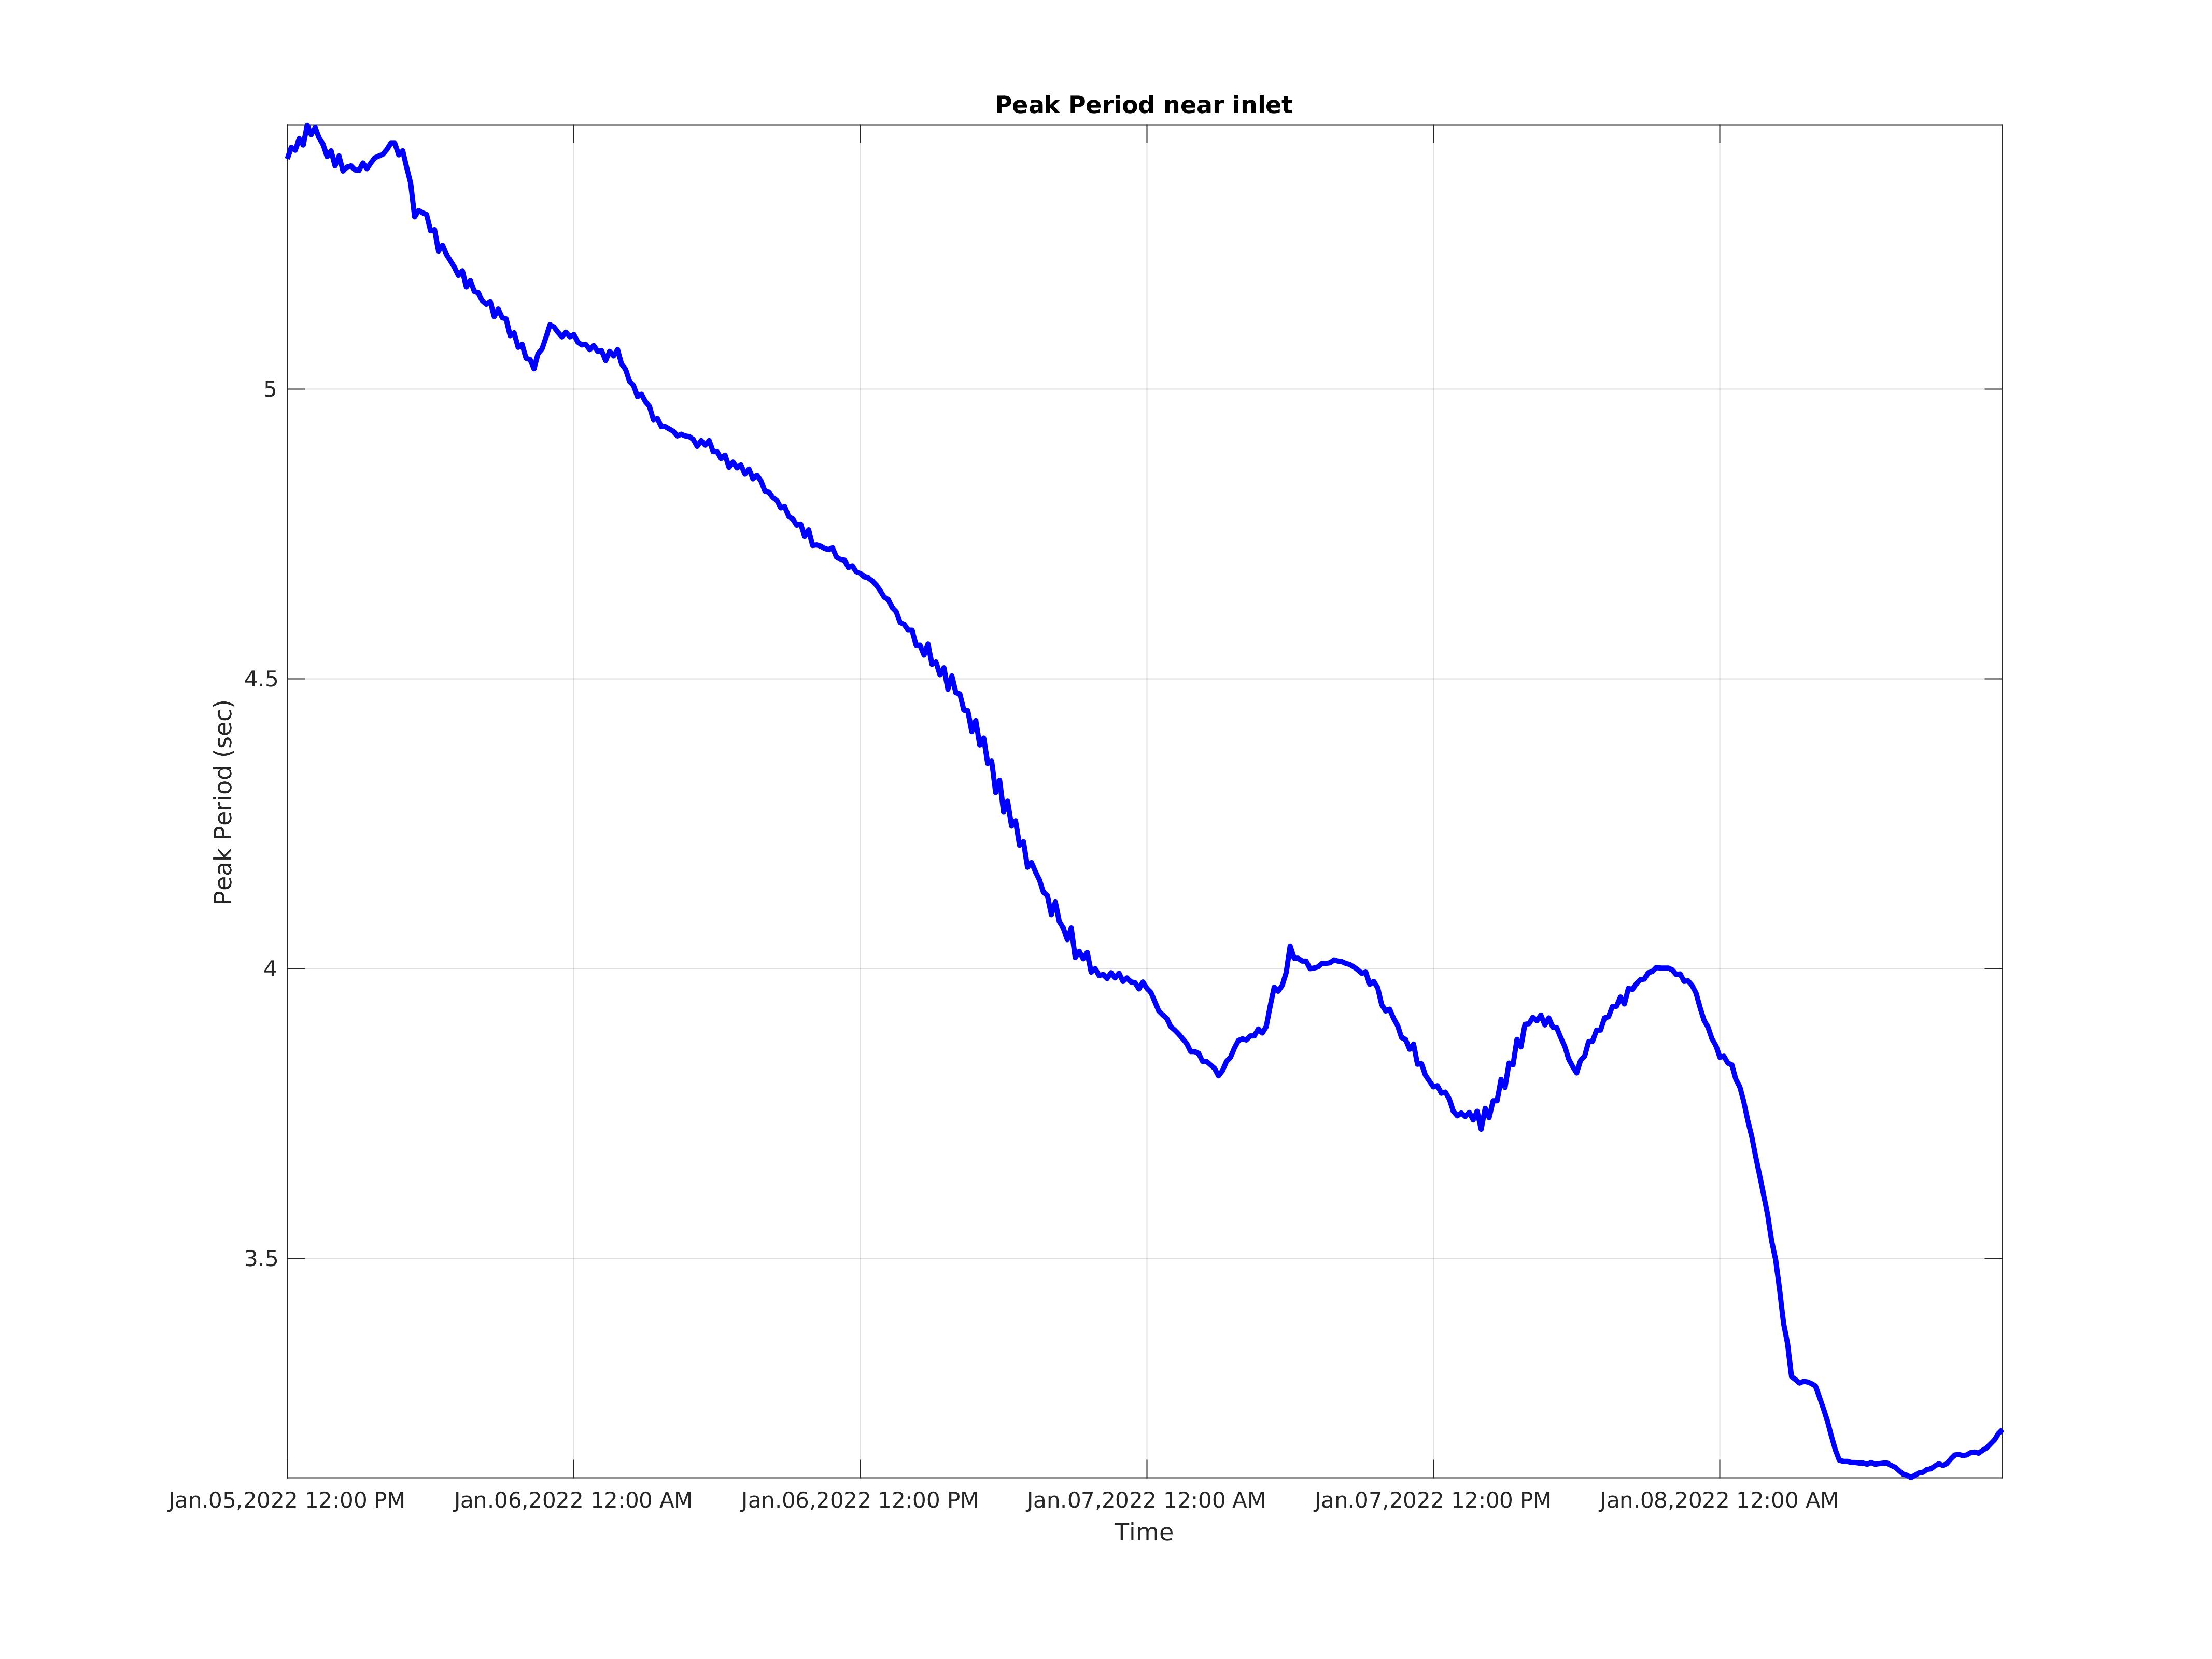 Peak Period near inlet
5
4.5
4
3.5
Peak Period (sec)
Jan.05,2022 12:00 PM Jan.06,2022 12:00 AM Jan.06,2022 12:00 PM Jan.07,2022 12:00 AM Jan.07,2022 12:00 PM Jan.08,2022 12:00 AM
Time